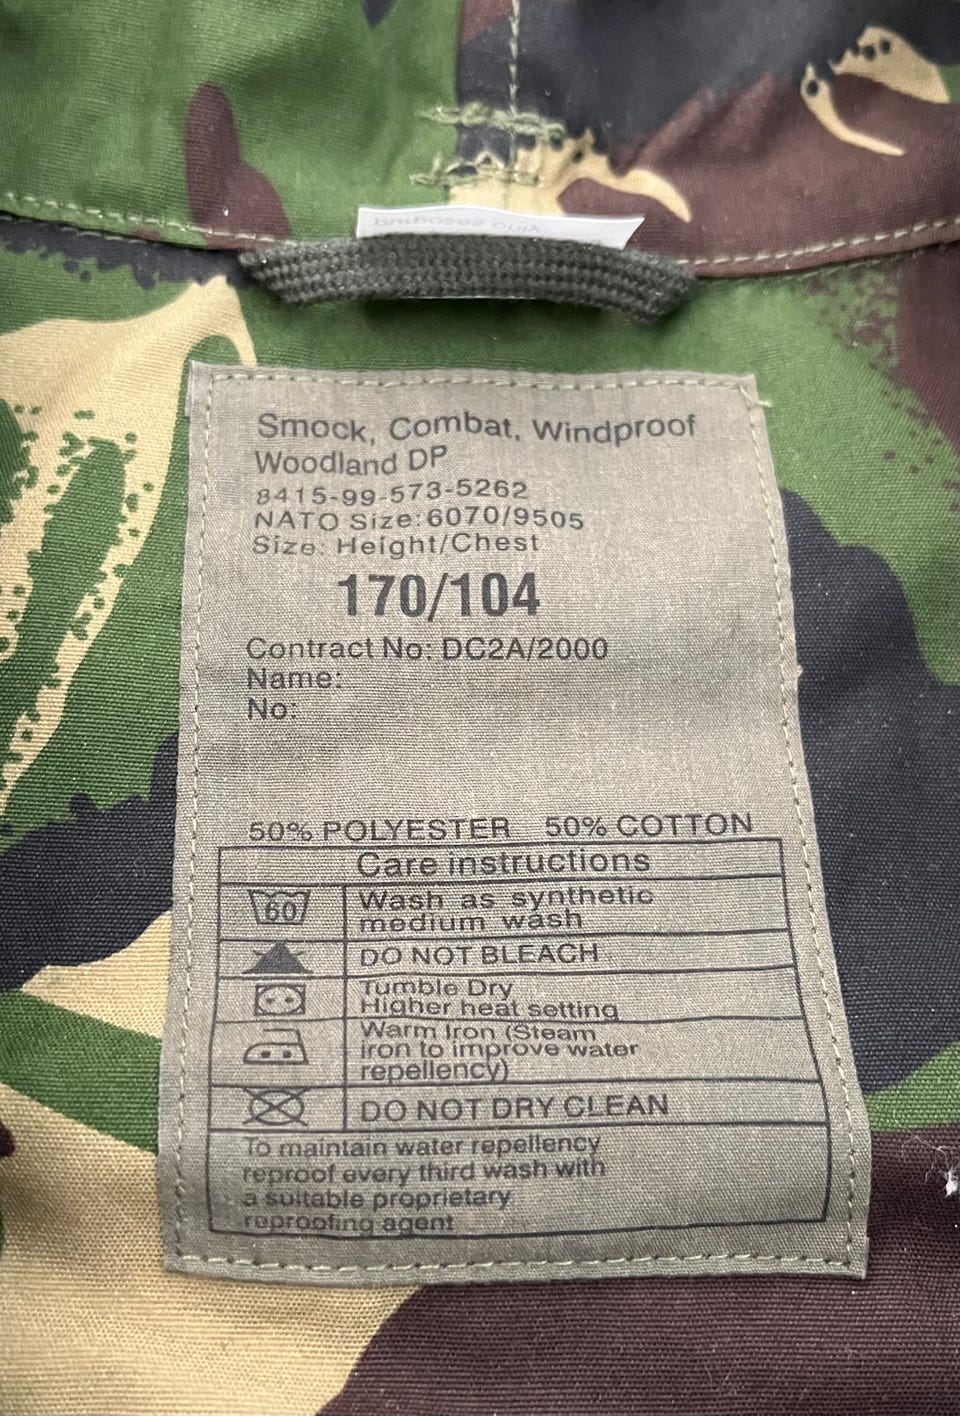 Smock, Combat, Windproof
Woodland DP
8415-99-573-5262
NATO Size: 6070/9505
Size: Height/Chest
170/104
Contract No: DC2A/2000
Name:
No:
50% POLYESTER 50% COTTON
Care instructions
60
Wash as synthetic
medium wash
DO NOT BLEACH
Tumble Dry
Higher heat setting
Warm Iron (Steam
iron to improve water
repellency)
DO NOT DRY CLEAN
To maintain water repellency
reproof every third wash with
a suitable proprietary
reproofing agent